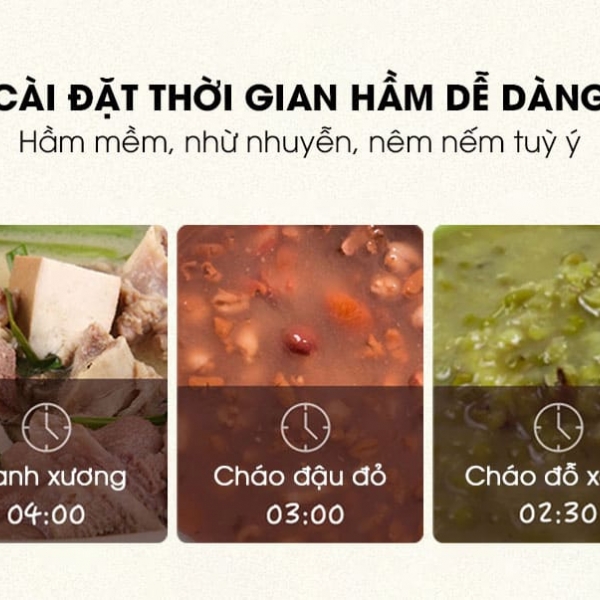 CÀI ĐẶT THỜI GIAN HẦM DỄ DÀNG
Hầm mềm, nhừ nhuyễn, nêm nếm tuỳ ý
anh xương
04:00
Cháo đậu đỏ
03:00
Cháo đỗ x
02:30